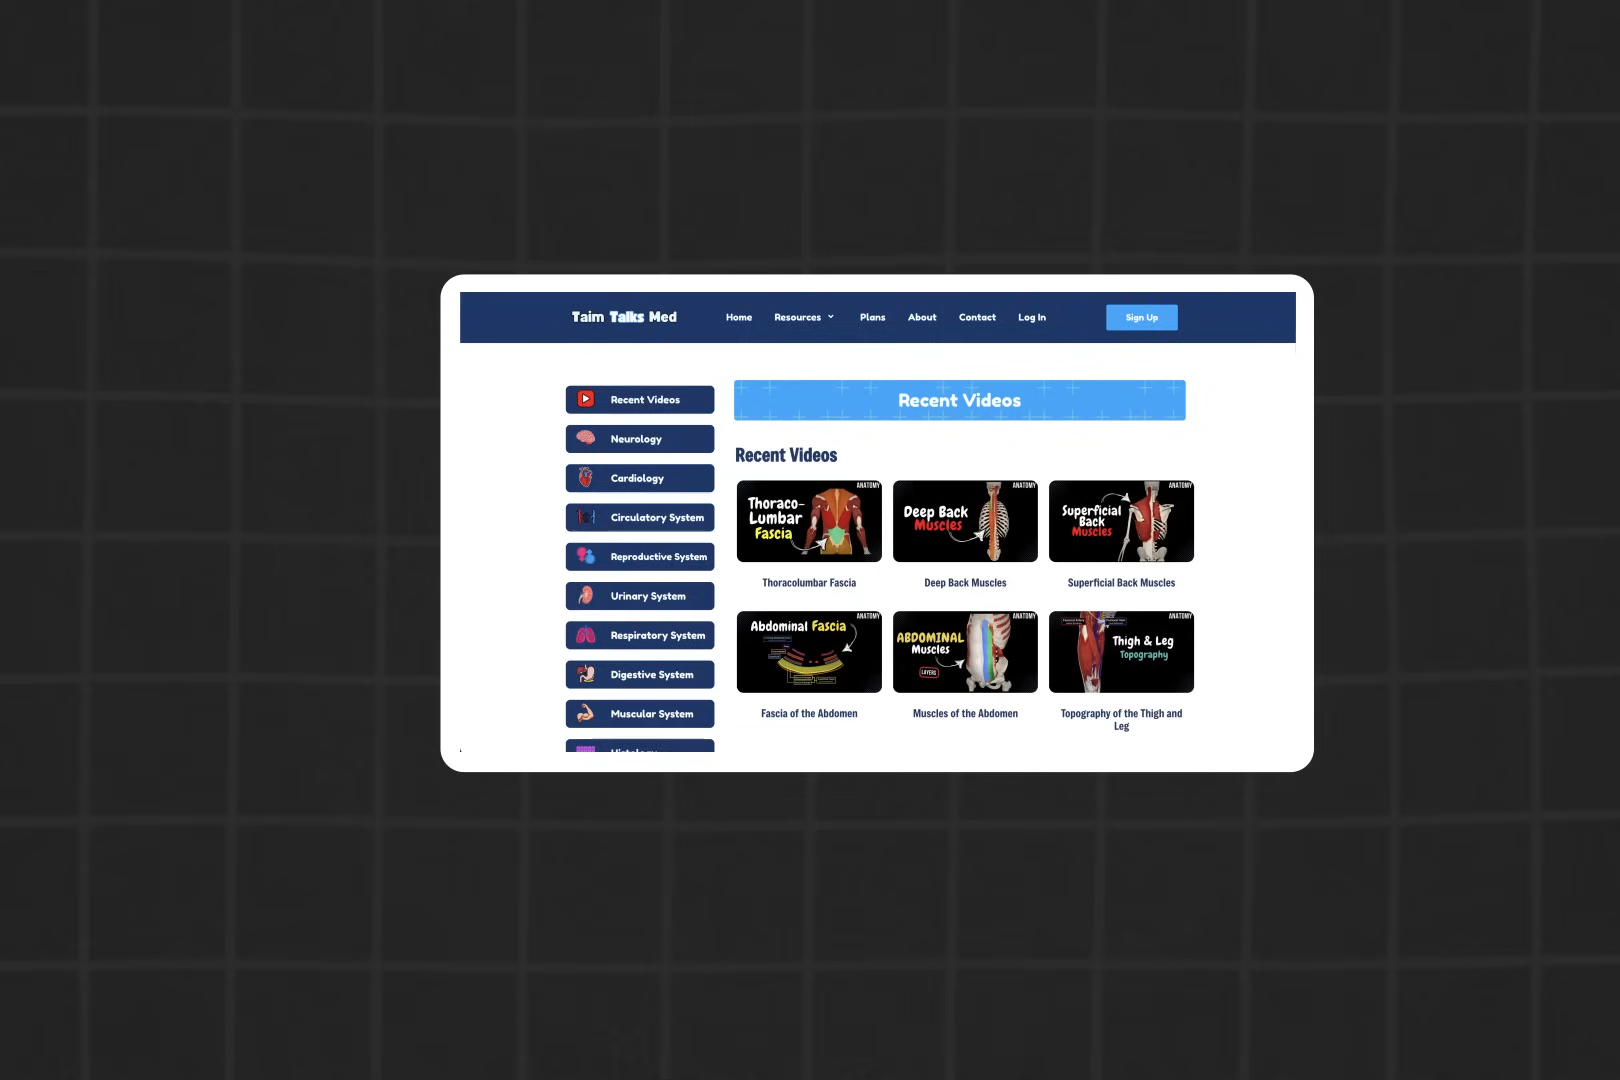 Taim Talks Med
Home
Resources
Plans
About
Contact
Log In
Sign Up
Recent Videos
Neurology
Cardiology
Circulatory System
Reproductive System
Urinary System
Respiratory System
Digestive System
Muscular System
Histology
Recent Videos
Recent Videos
ANATOMY
Thoraco-
Lumbar
Fascia
Thoracolumbar Fascia
ANATOMY
Deep Back
Muscles
Deep Back Muscles
ANATOMY
Superficial
Back
Muscles
Superficial Back Muscles
ANATOMY
Abdominal Fascia
Fascia of the Abdomen
ANATOMY
ABDOMINAL
Muscles
LAYERS
Muscles of the Abdomen
ANATOMY
Thigh & Leg
Topography
Topography of the Thigh and
Leg